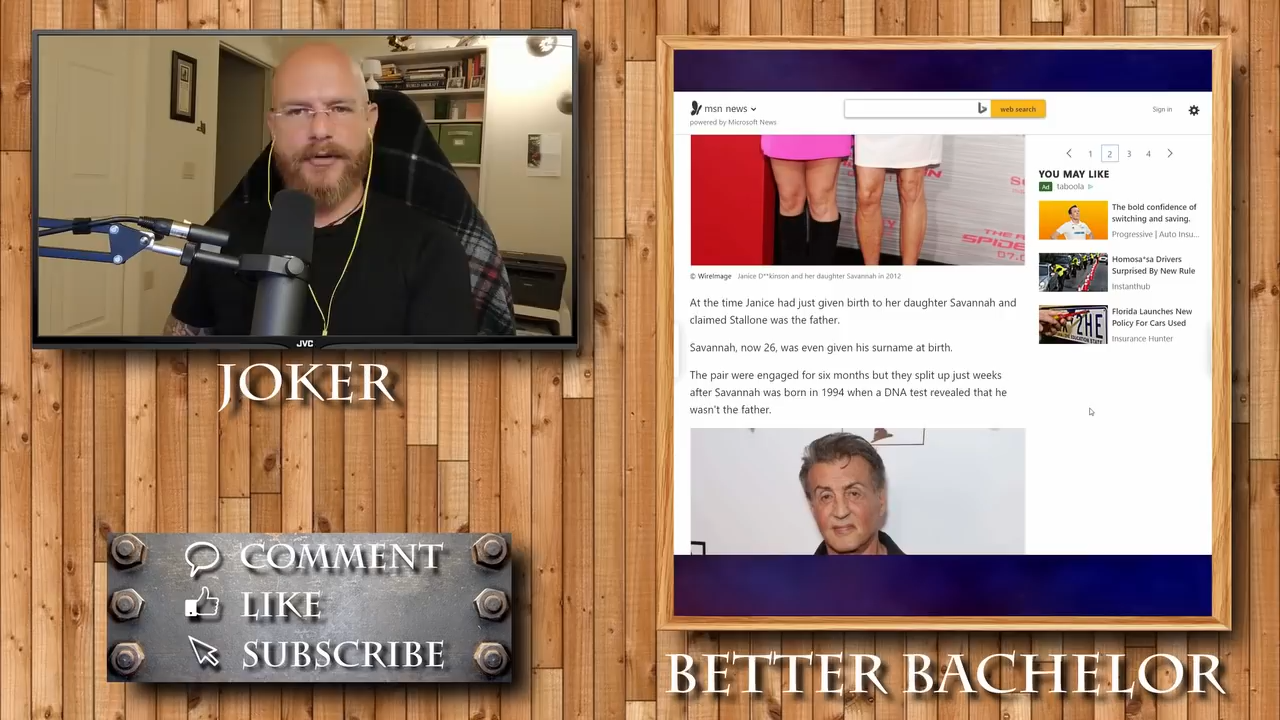 JVC
JOKER
COMMENT
LIKE
SUBSCRIBE
msn news
powered by Microsoft News
web search
Sign in
© WireImage Janice D**kinson and her daughter Savannah in 2012
At the time Janice had just given birth to her daughter Savannah and
claimed Stallone was the father.
Savannah, now 26, was even given his surname at birth.
The pair were engaged for six months but they split up just weeks
after Savannah was born in 1994 when a DNA test revealed that he
wasn't the father.
1 2 3 4
YOU MAY LIKE
Ad taboola
The bold confidence of
switching and saving.
Progressive | Auto Insu...
Homosa*sa Drivers
Surprised By New Rule
Instanthub
Florida Launches New
Policy For Cars Used
Insurance Hunter
BETTER BACHELOR